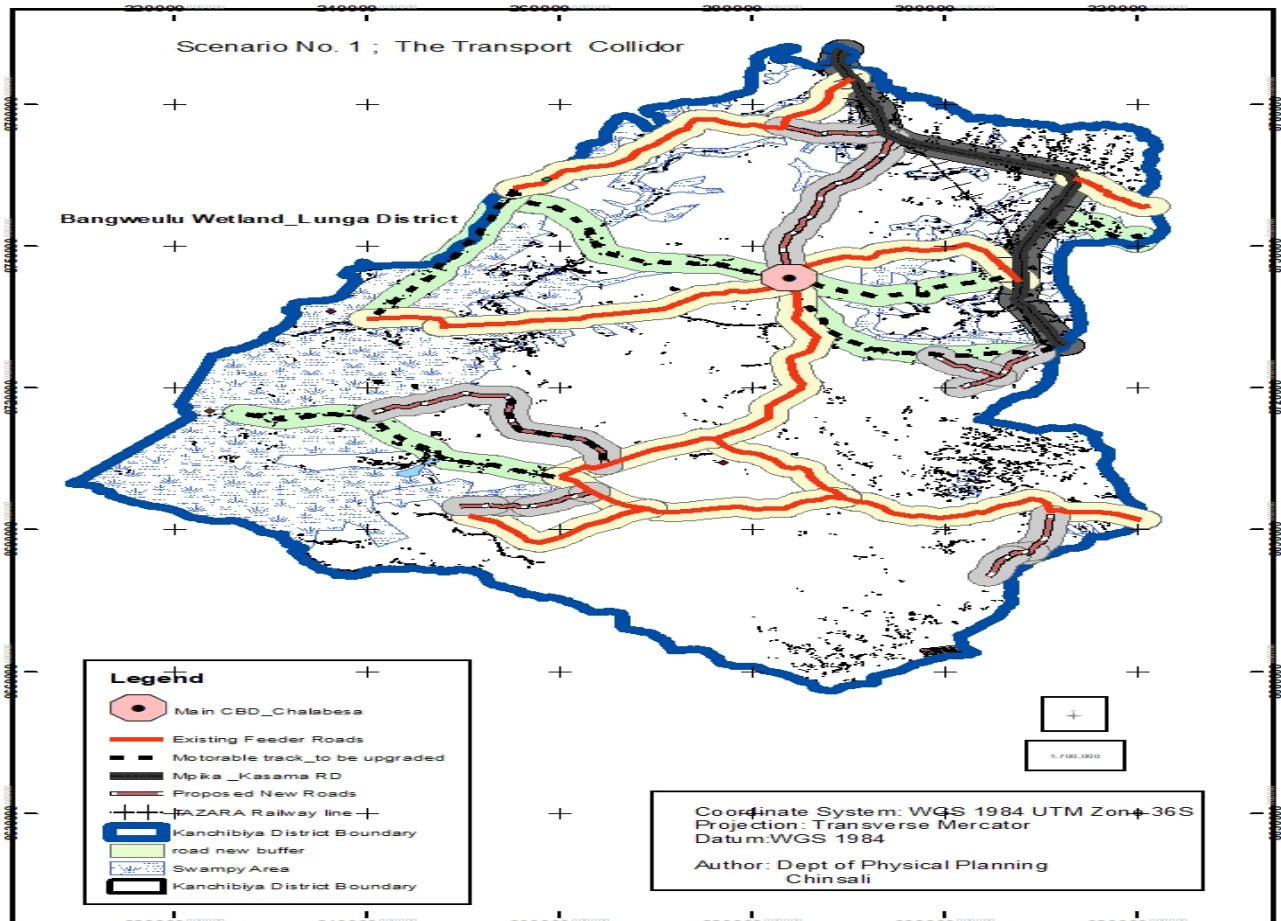 Scenario No. 1 ; The Transport Collidor
Bangweulu Wetland_Lunga District
Legend
Main CBD_Chalabesa
Existing Feeder Roads
Motorable track_to be upgraded
Mpika _Kasama RD
Proposed New Roads
TAZARA Railway line
Kanchibiya District Boundary
road new buffer
Swampy Area
Kanchibiya District Boundary
1:700,000
Coordinate System: WGS 1984 UTM Zone 36S
Projection: Transverse Mercator
Datum:WGS 1984
Author: Dept of Physical Planning
Chinsali